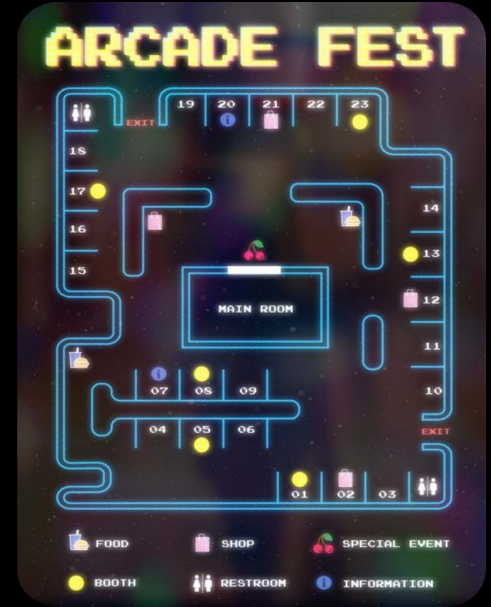 ARCADE FEST
19 20 21 22 23
EXIT
18
17
16
15
14
13
12
11
10
MAIN ROOM
07 08 09
04 05 06
EXIT
01 02 03
FOOD SHOP SPECIAL EVENT
BOOTH RESTROOM INFORMATION